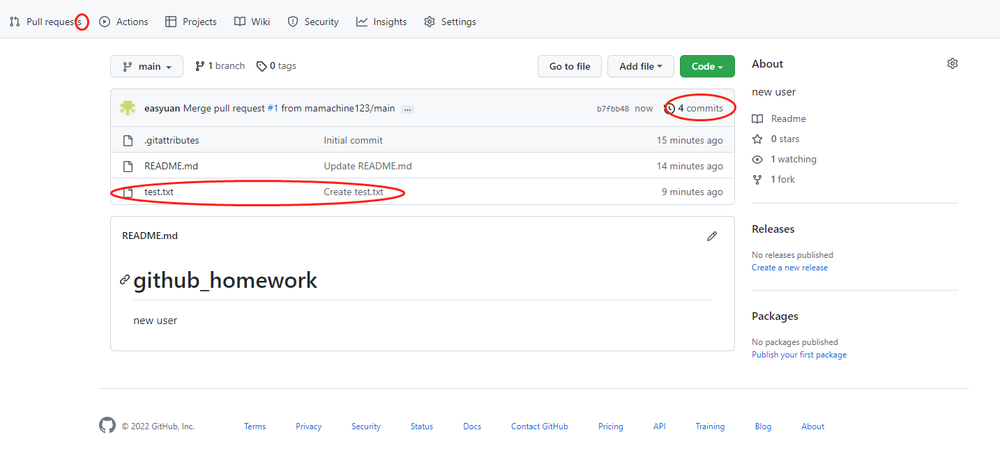 Pull requests Actions Projects Wiki Security Insights Settings
main 1 branch 0 tags Go to file Add file Code
easyuan Merge pull request #1 from mamachine123/main ... b7fbb48 now 4 commits
.gitattributes Initial commit 15 minutes ago
README.md Update README.md 14 minutes ago
test.txt Create test.txt 9 minutes ago
README.md
github_homework
new user
About
new user
Readme
0 stars
1 watching
1 fork
Releases
No releases published
Create a new release
Packages
No packages published
Publish your first package
© 2022 GitHub, Inc. Terms Privacy Security Status Docs Contact GitHub Pricing API Training Blog About